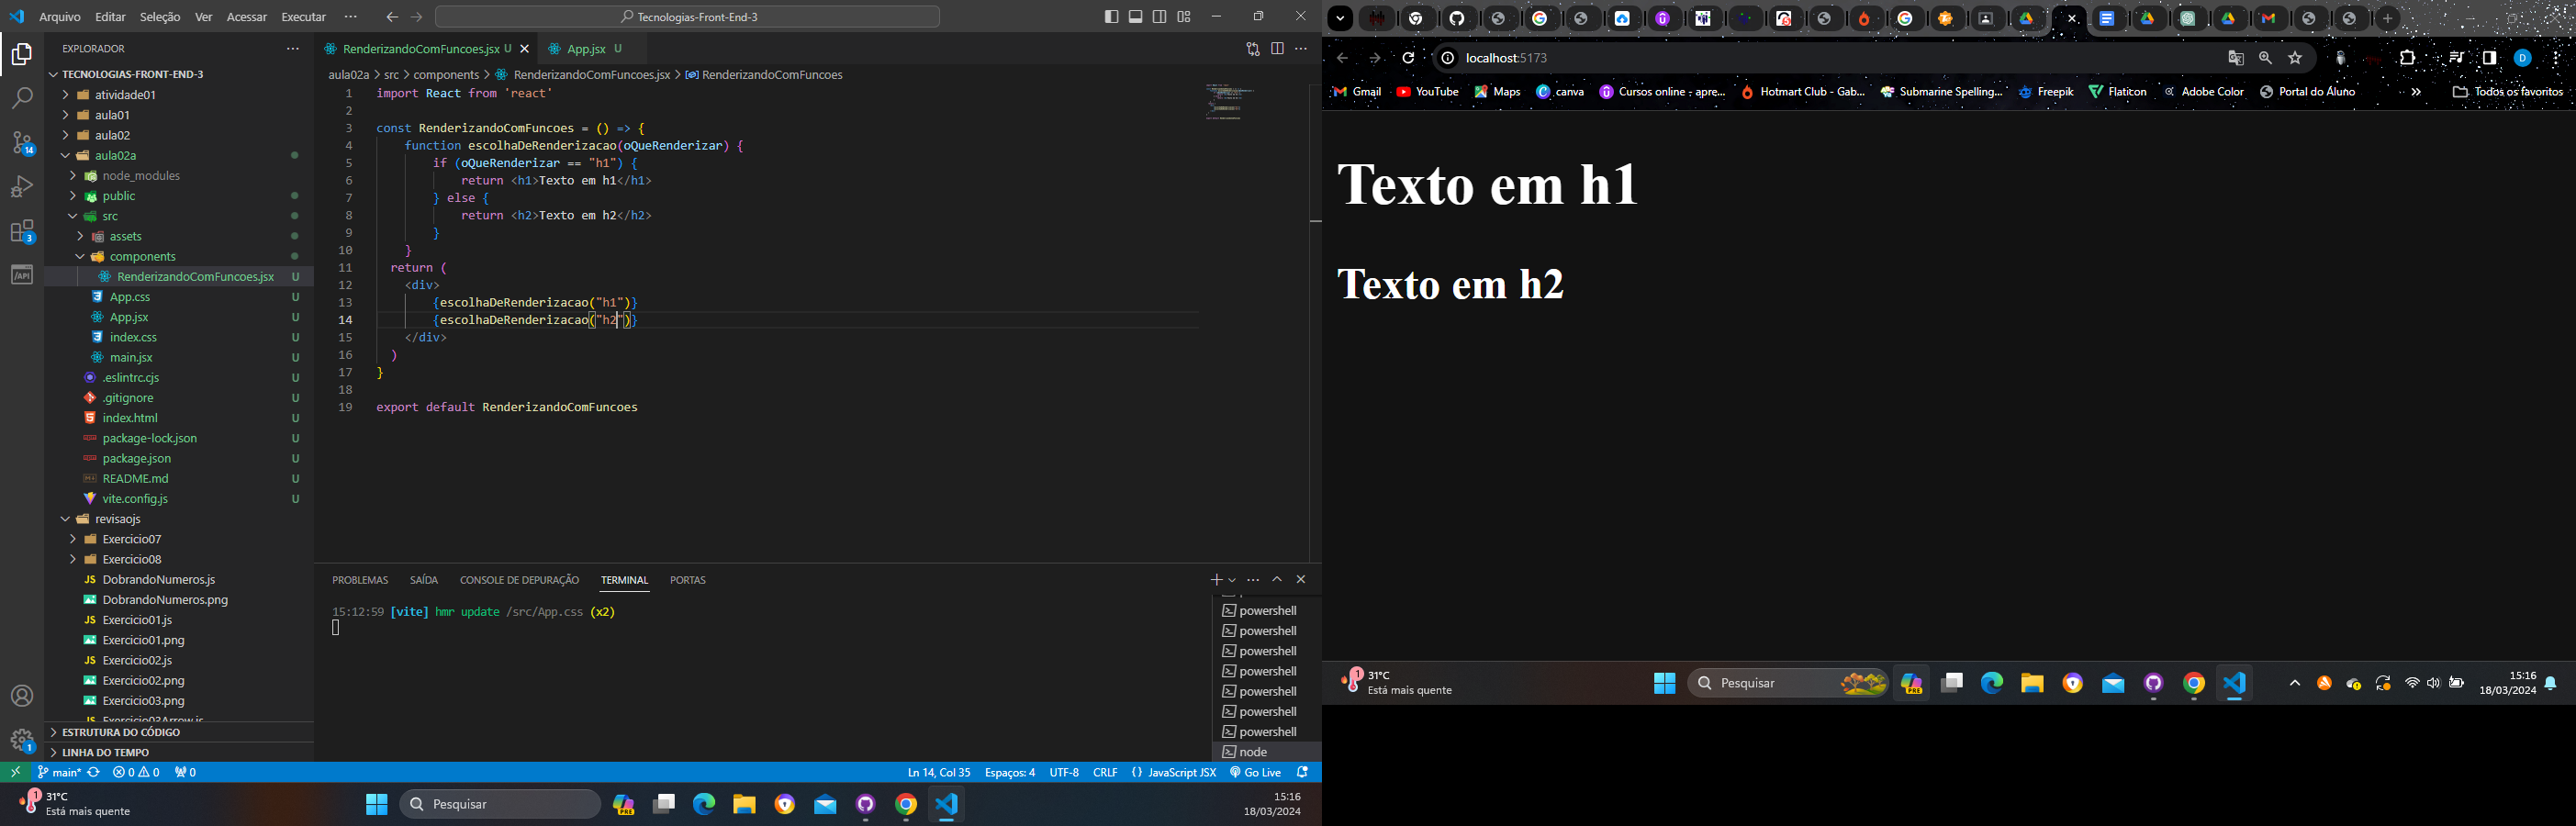 Arquivo Editar Seleção Ver Acessar Executar ...
Tecnologias-Front-End-3
EXPLORADOR
TECNOLOGIAS-FRONT-END-3
atividade01
aula01
aula02
aula02a
node_modules
public
src
assets
components
RenderizandoComFuncoes.jsx U
App.css U
App.jsx U
index.css U
main.jsx U
.eslintrc.cjs U
.gitignore U
index.html U
package-lock.json U
package.json U
README.md U
vite.config.js U
revisaojs
Exercicio07
Exercicio08
DobrandoNumeros.js
DobrandoNumeros.png
Exercicio01.js
Exercicio01.png
Exercicio02.js
Exercicio02.png
Exercicio03.png
Exercicio03Arrow.js
ESTRUTURA DO CÓDIGO
LINHA DO TEMPO
14
3
/API
1
RenderizandoComFuncoes.jsx U App.jsx U
aula02a > src > components > RenderizandoComFuncoes.jsx > RenderizandoComFuncoes
1 import React from 'react'
2
3 const RenderizandoComFuncoes = () => {
4 function escolhaDeRenderizacao(oQueRenderizar) {
5 if (oQueRenderizar == "h1") {
6 return <h1>Texto em h1</h1>
7 } else {
8 return <h2>Texto em h2</h2>
9 }
10 }
11 return (
12 <div>
13 {escolhaDeRenderizacao("h1")}
14 {escolhaDeRenderizacao("h2")}
15 </div>
16 )
17 }
18
19 export default RenderizandoComFuncoes
PROBLEMAS SAÍDA CONSOLE DE DEPURAÇÃO TERMINAL PORTAS
15:12:59 [vite] hmr update /src/App.css (x2)
powershell
powershell
powershell
powershell
powershell
powershell
powershell
node
main* 0 0 0
Ln 14, Col 35 Espaços: 4 UTF-8 CRLF {} JavaScript JSX Go Live
1
31°C
Está mais quente
Pesquisar
PRE
15:16
18/03/2024
localhost:5173
D
Gmail YouTube Maps canva Cursos online - apre... Hotmart Club - Gab... Submarine Spelling... Freepik Flaticon Adobe Color Portal do Aluno » Todos os favoritos
Texto em h1
Texto em h2
1
31°C
Está mais quente
Pesquisar
PRE
15:16
18/03/2024